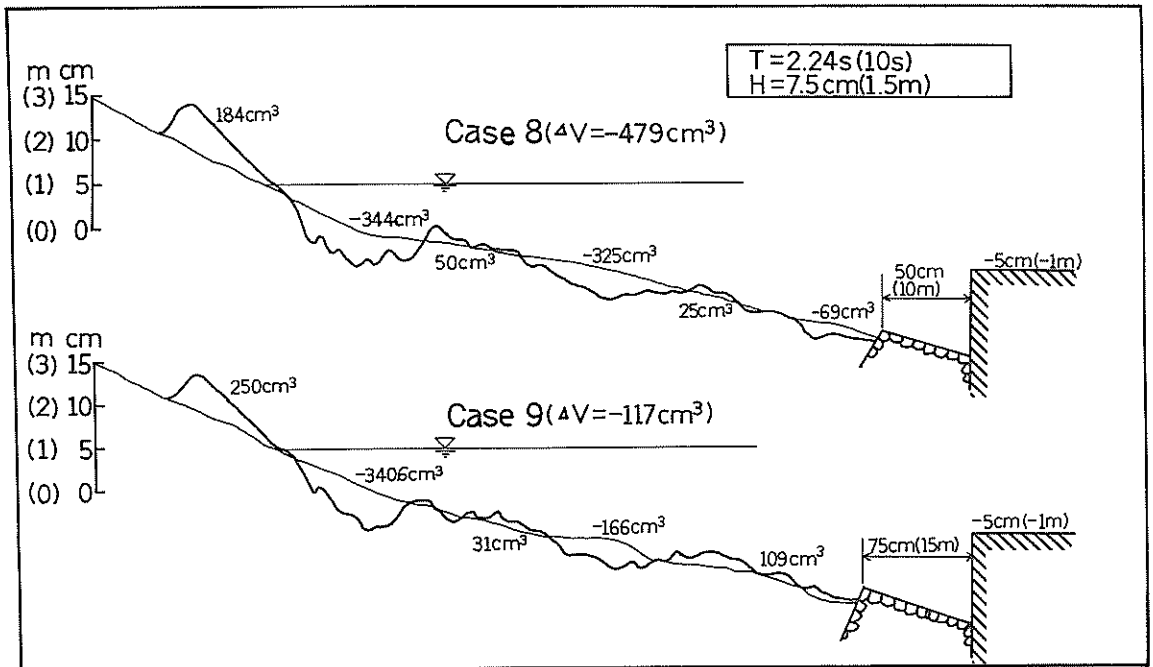 T=2.24s(10s)
H=7.5cm(1.5m)
m cm
(3) 15
(2) 10
(1) 5
(0) 0
184cm³
Case 8(ΔV=-479cm³)
-344cm³
50cm³
-325cm³
25cm³
-69cm³
50cm
(10m)
-5cm(-1m)
m cm
(3) 15
(2) 10
(1) 5
(0) 0
250cm³
Case 9(ΔV=-117cm³)
-340.6cm³
31cm³
-166cm³
109cm³
75cm(15m)
-5cm(-1m)